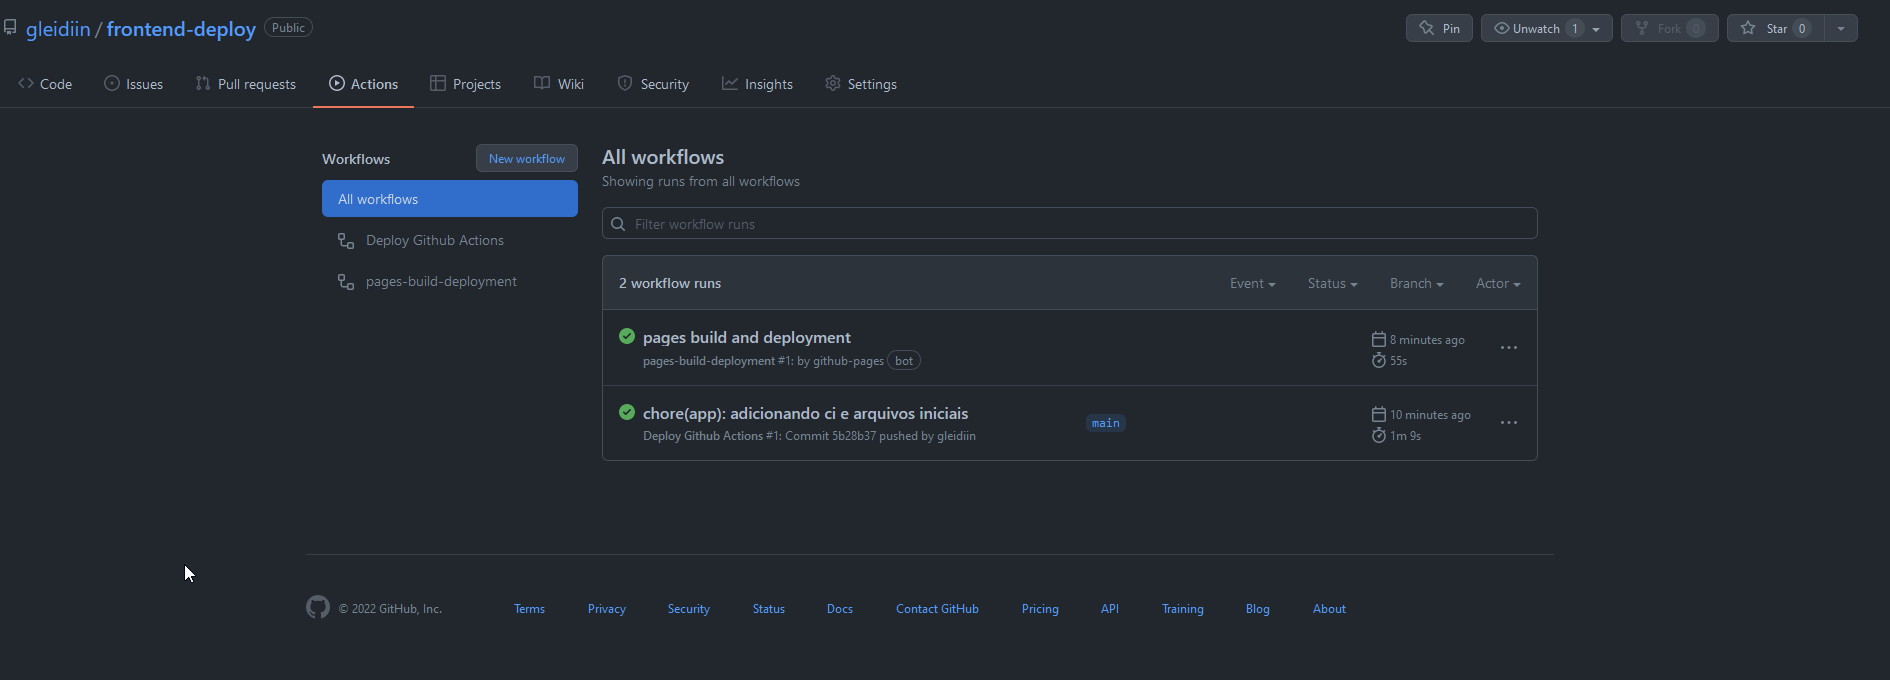 gleidiin / frontend-deploy Public
Pin Unwatch 1 Fork 0 Star 0
Code Issues Pull requests Actions Projects Wiki Security Insights Settings
Workflows New workflow
All workflows
Deploy Github Actions
pages-build-deployment
All workflows
Showing runs from all workflows
Filter workflow runs
2 workflow runs Event Status Branch Actor
pages build and deployment
pages-build-deployment #1: by github-pages bot
8 minutes ago
55s
chore(app): adicionando ci e arquivos iniciais
Deploy Github Actions #1: Commit 5b28b37 pushed by gleidiin
main
10 minutes ago
1m 9s
© 2022 GitHub, Inc. Terms Privacy Security Status Docs Contact GitHub Pricing API Training Blog About